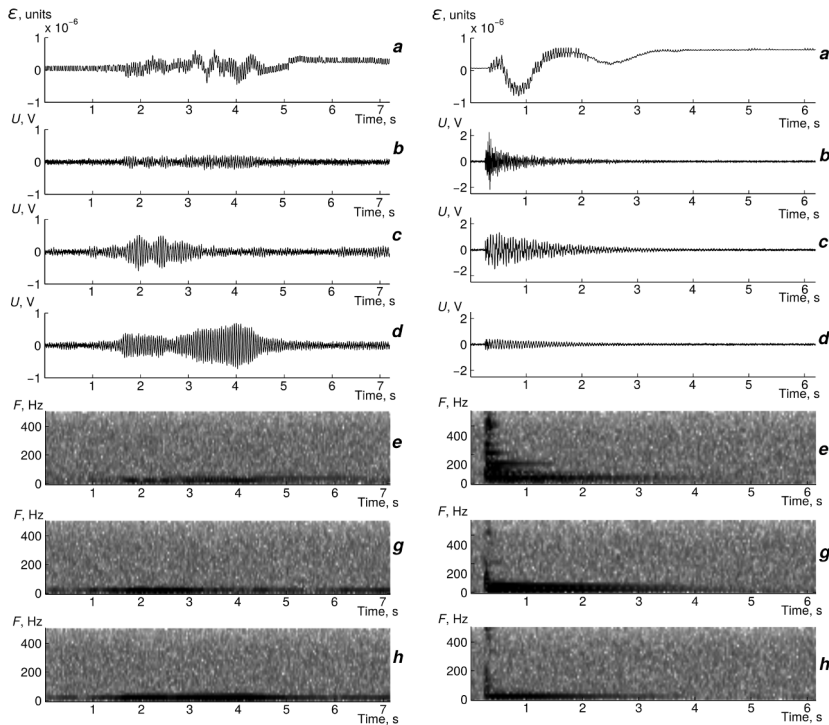 ε, units
x 10⁻⁶
1
0
−1
1 2 3 4 5 6 7
Time, s
a
U, V
1
0
−1
1 2 3 4 5 6 7
Time, s
b
U, V
1
0
−1
1 2 3 4 5 6 7
Time, s
c
U, V
1
0
−1
1 2 3 4 5 6 7
Time, s
d
F, Hz
400
200
0
1 2 3 4 5 6 7
Time, s
e
F, Hz
400
200
0
1 2 3 4 5 6 7
Time, s
g
F, Hz
400
200
0
1 2 3 4 5 6 7
Time, s
h
ε, units
x 10⁻⁶
1
0
−1
1 2 3 4 5 6
Time, s
a
U, V
2
0
−2
1 2 3 4 5 6
Time, s
b
U, V
2
0
−2
1 2 3 4 5 6
Time, s
c
U, V
2
0
−2
1 2 3 4 5 6
Time, s
d
F, Hz
400
200
0
1 2 3 4 5 6
Time, s
e
F, Hz
400
200
0
1 2 3 4 5 6
Time, s
g
F, Hz
400
200
0
1 2 3 4 5 6
Time, s
h